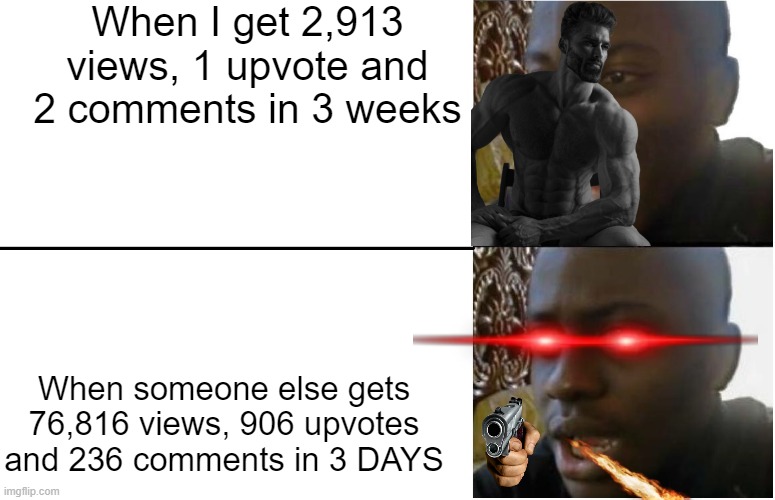 When I get 2,913
views, 1 upvote and
2 comments in 3 weeks
When someone else gets
76,816 views, 906 upvotes
and 236 comments in 3 DAYS
imgflip.com